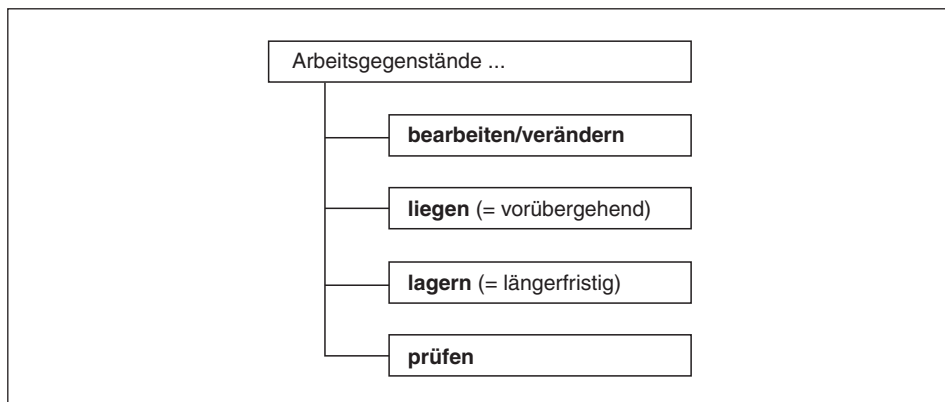 Arbeitsgegenstände ...
bearbeiten/verändern
liegen (= vorübergehend)
lagern (= längerfristig)
prüfen